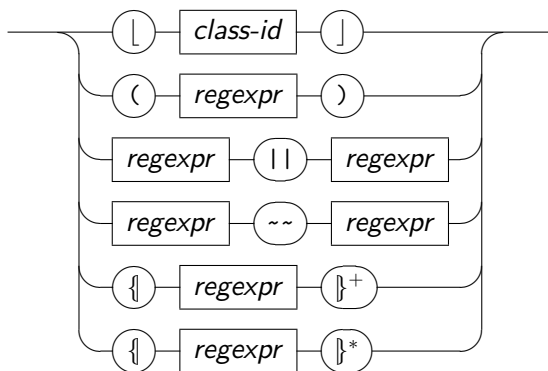 ⌊ class-id ⌋
( regexpr )
regexpr || regexpr
regexpr ~~ regexpr
⦃ regexpr ⦄+
⦃ regexpr ⦄*